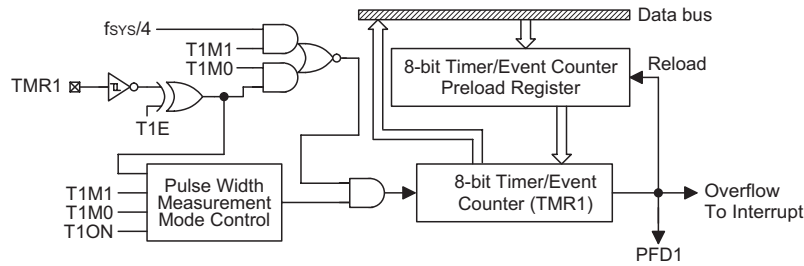 Data bus
fSYS/4
T1M1
T1M0
TMR1
T1E
8-bit Timer/Event Counter
Preload Register
Reload
T1M1
T1M0
T1ON
Pulse Width
Measurement
Mode Control
8-bit Timer/Event
Counter (TMR1)
Overflow
To Interrupt
PFD1